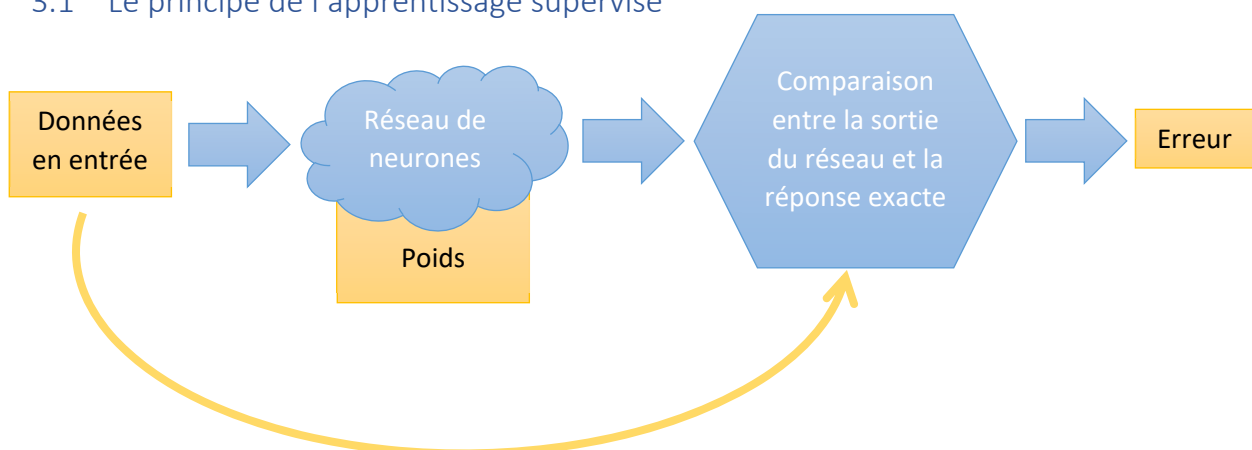 3.1 Le principe de l'apprentissage supervisé
Données
en entrée
Réseau de
neurones
Poids
Comparaison
entre la sortie
du réseau et la
réponse exacte
Erreur